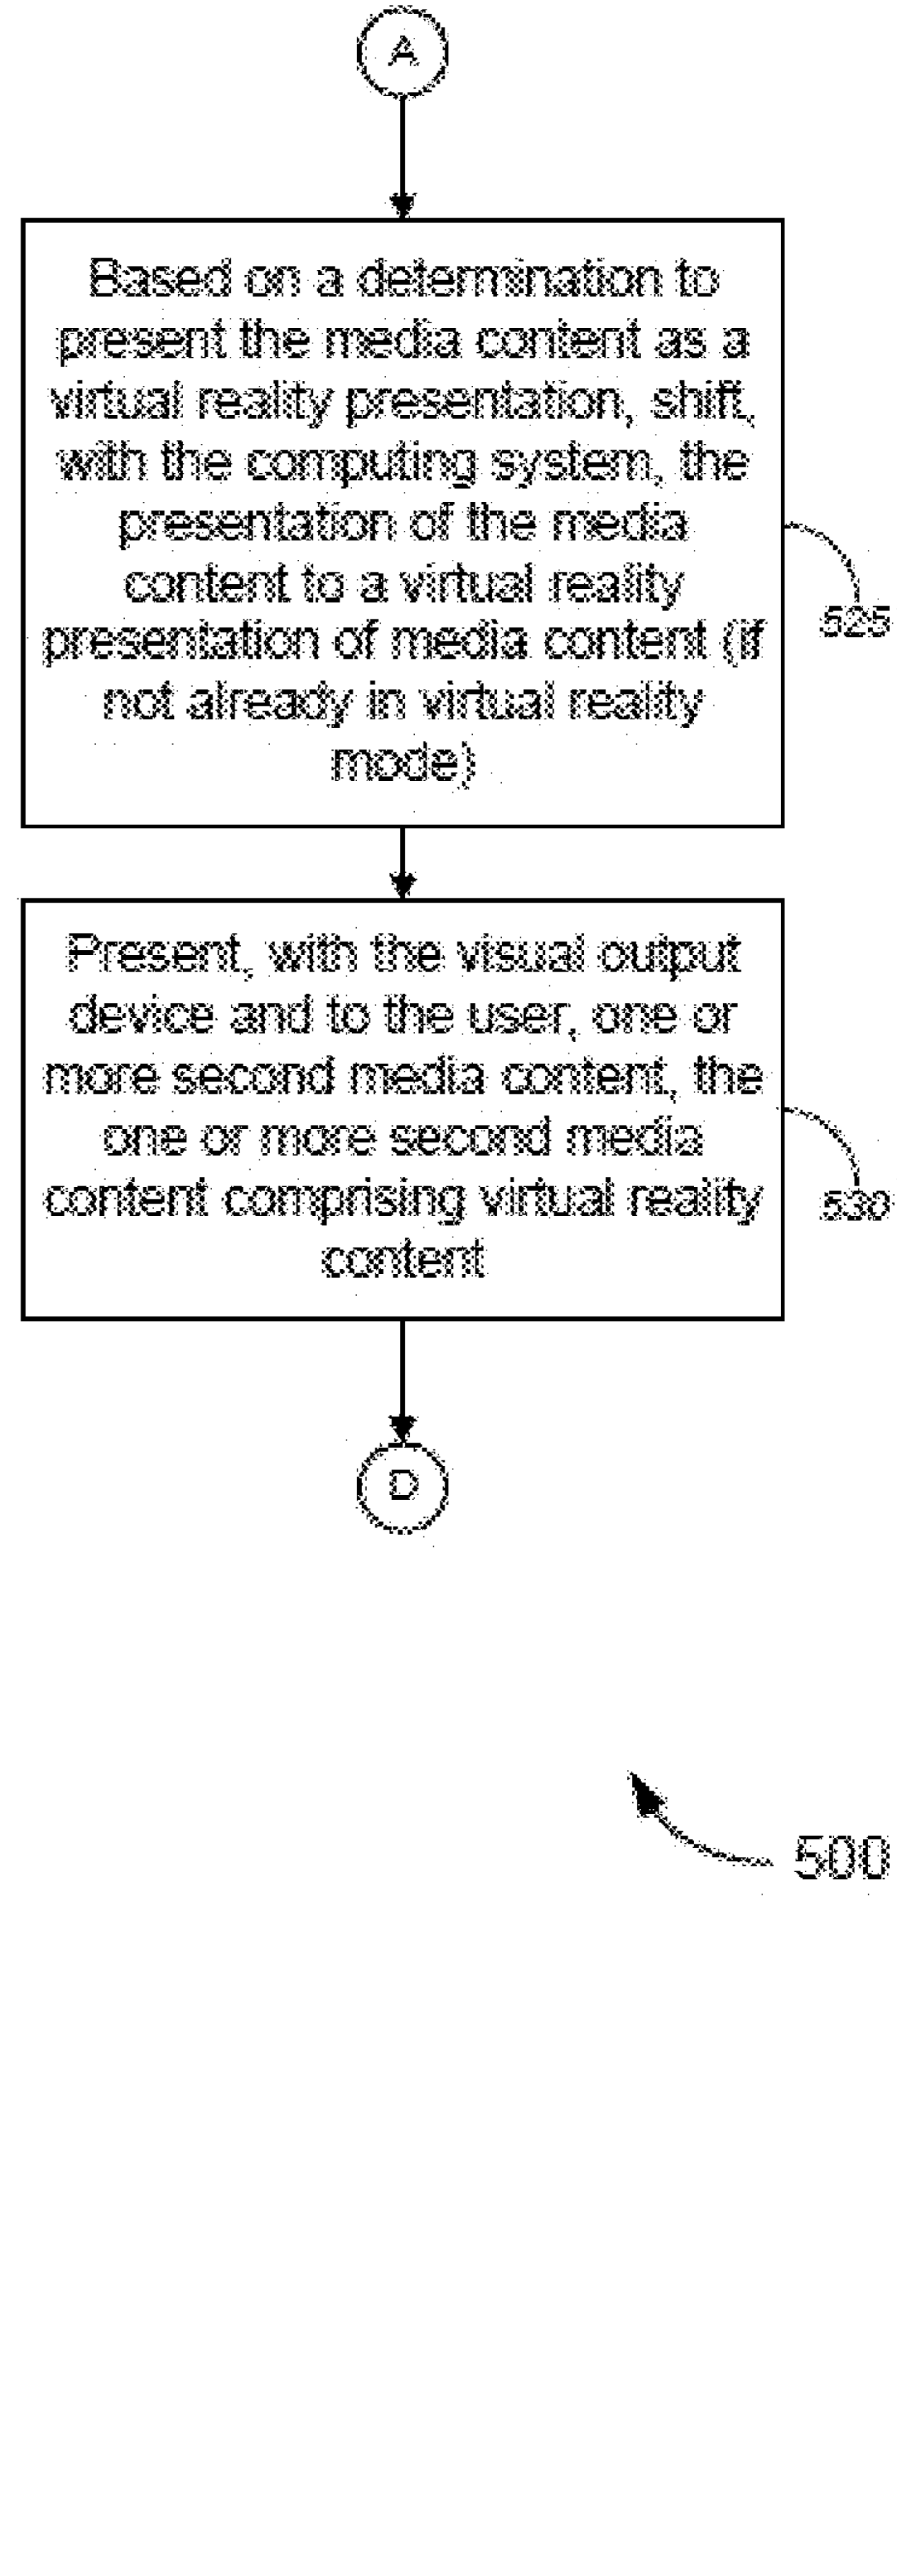 A
Based on a determination to
present the media content as a
virtual reality presentation, shift,
with the computing system, the
presentation of the media
content to a virtual reality
presentation of media content (if
not already in virtual reality
mode)
525
Present, with the visual output
device and to the user, one or
more second media content, the
one or more second media
content comprising virtual reality
content
530
D
500